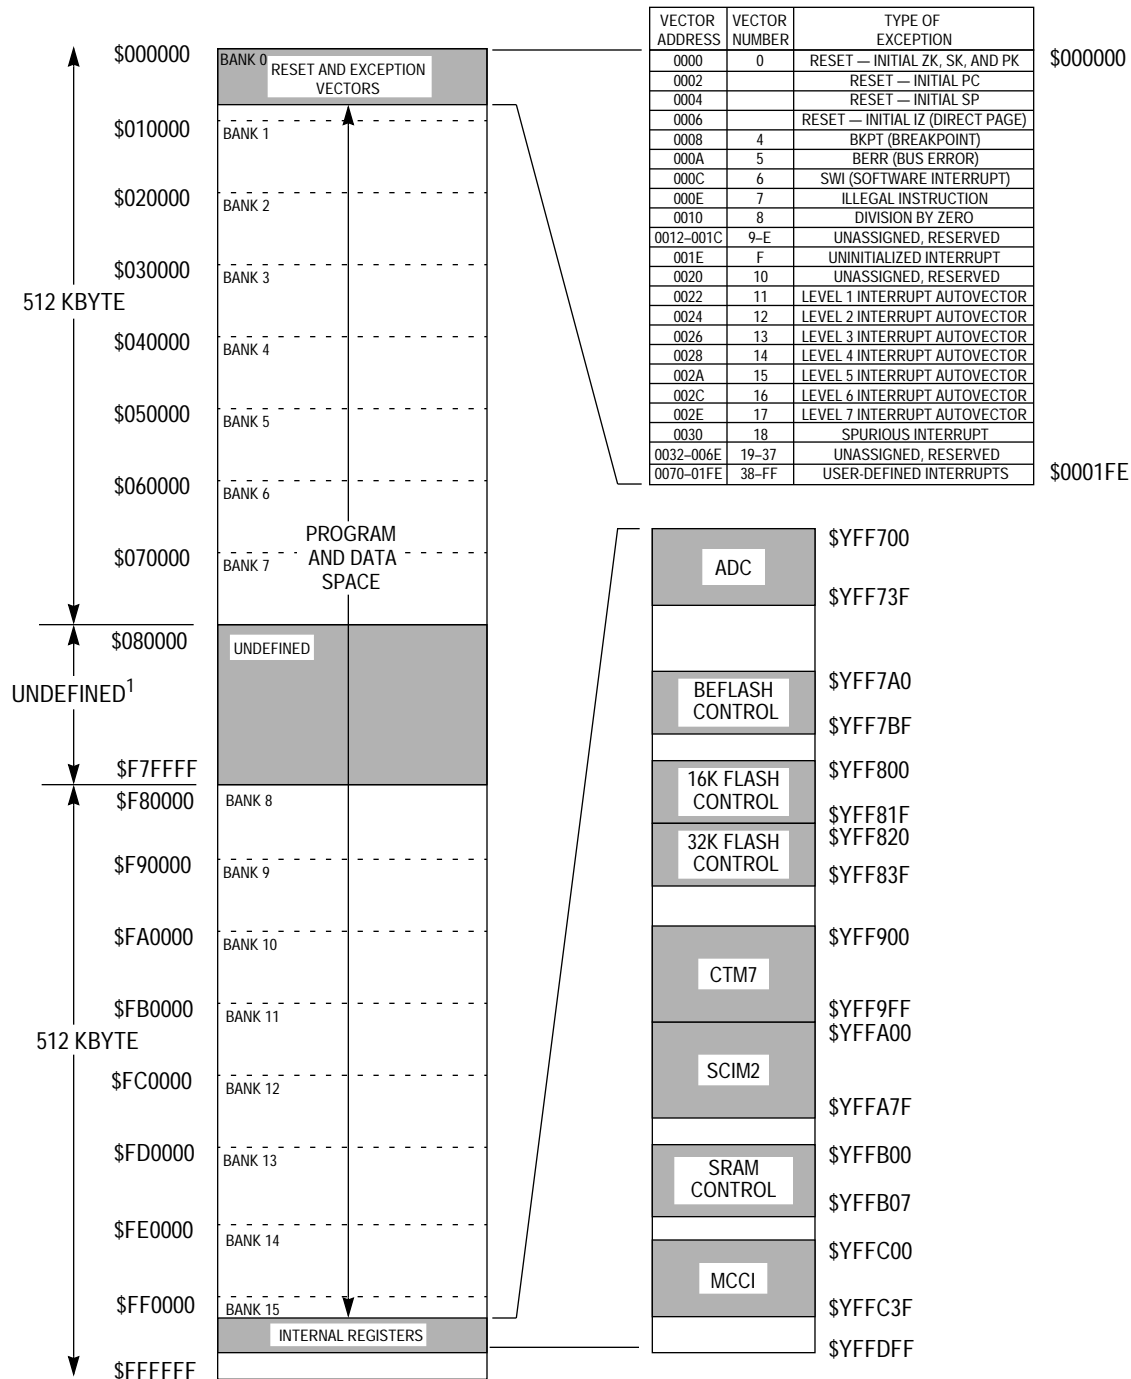 VECTOR ADDRESS | VECTOR NUMBER | TYPE OF EXCEPTION
0000 | 0 | RESET — INITIAL ZK, SK, AND PK
0002 | | RESET — INITIAL PC
0004 | | RESET — INITIAL SP
0006 | | RESET — INITIAL IZ (DIRECT PAGE)
0008 | 4 | BKPT (BREAKPOINT)
000A | 5 | BERR (BUS ERROR)
000C | 6 | SWI (SOFTWARE INTERRUPT)
000E | 7 | ILLEGAL INSTRUCTION
0010 | 8 | DIVISION BY ZERO
0012–001C | 9–E | UNASSIGNED, RESERVED
001E | F | UNINITIALIZED INTERRUPT
0020 | 10 | UNASSIGNED, RESERVED
0022 | 11 | LEVEL 1 INTERRUPT AUTOVECTOR
0024 | 12 | LEVEL 2 INTERRUPT AUTOVECTOR
0026 | 13 | LEVEL 3 INTERRUPT AUTOVECTOR
0028 | 14 | LEVEL 4 INTERRUPT AUTOVECTOR
002A | 15 | LEVEL 5 INTERRUPT AUTOVECTOR
002C | 16 | LEVEL 6 INTERRUPT AUTOVECTOR
002E | 17 | LEVEL 7 INTERRUPT AUTOVECTOR
0030 | 18 | SPURIOUS INTERRUPT
0032–006E | 19–37 | UNASSIGNED, RESERVED
0070–01FE | 38–FF | USER-DEFINED INTERRUPTS
$000000
$0001FE
512 KBYTE
UNDEFINED1
512 KBYTE
$000000
$010000
$020000
$030000
$040000
$050000
$060000
$070000
$080000
$F7FFFF
$F80000
$F90000
$FA0000
$FB0000
$FC0000
$FD0000
$FE0000
$FF0000
$FFFFFF
BANK 0
RESET AND EXCEPTION
VECTORS
BANK 1
BANK 2
BANK 3
BANK 4
BANK 5
BANK 6
PROGRAM
AND DATA
SPACE
BANK 7
UNDEFINED
BANK 8
BANK 9
BANK 10
BANK 11
BANK 12
BANK 13
BANK 14
BANK 15
INTERNAL REGISTERS
ADC
$YFF700
$YFF73F
BEFLASH
CONTROL
$YFF7A0
$YFF7BF
16K FLASH
CONTROL
$YFF800
$YFF81F
32K FLASH
CONTROL
$YFF820
$YFF83F
CTM7
$YFF900
$YFF9FF
SCIM2
$YFFA00
$YFFA7F
SRAM
CONTROL
$YFFB00
$YFFB07
MCCI
$YFFC00
$YFFC3F
$YFFDFF